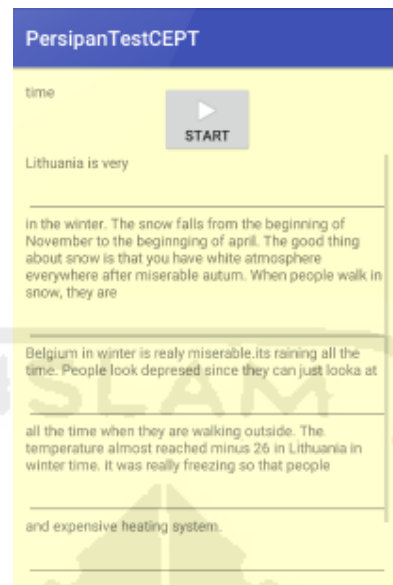 PersipanTestCEPT
time
START
Lithuania is very
in the winter. The snow falls from the beginning of
November to the beginnging of april. The good thing
about snow is that you have white atmosphere
everywhere after miserable autum. When people walk in
snow, they are
Belgium in winter is realy miserable.its raining all the
time. People look depresed since they can just looka at
all the time when they are walking outside. The
temperature almost reached minus 26 in Lithuania in
winter time. it was really freezing so that people
and expensive heating system.
ISLAM